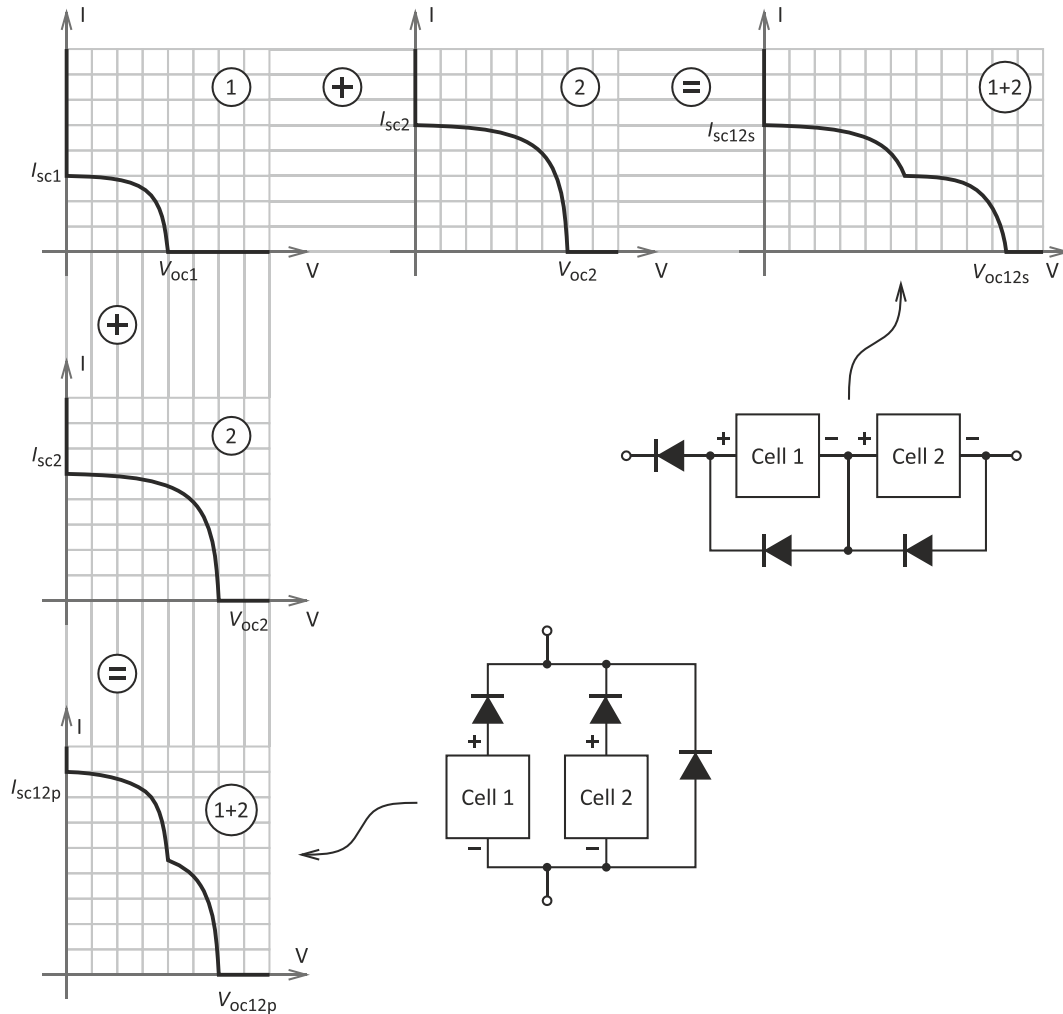 I
I
I
1
+
2
=
1+2
Isc1
Isc2
Isc12s
Voc1
V
Voc2
V
Voc12s
V
+
I
2
Isc2
Voc2
V
+ Cell 1 − + Cell 2 −
=
I
Isc12p
1+2
V
Voc12p
+ +
Cell 1 Cell 2
− −